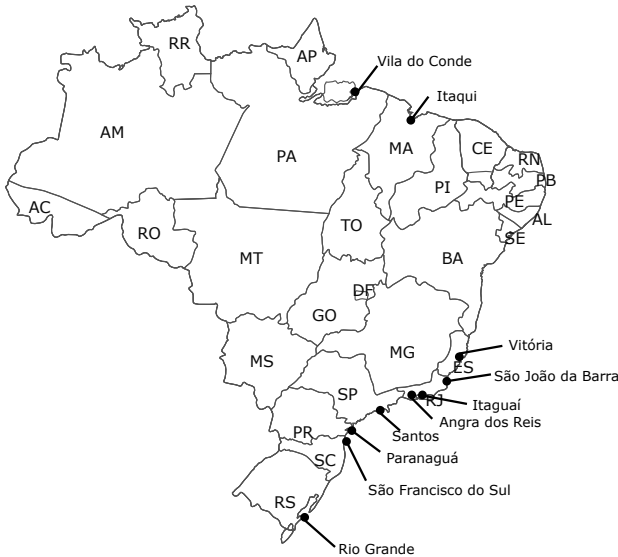 RR
AP
Vila do Conde
Itaqui
AM
PA
MA
CE
RN
PB
PI
PE
AL
SE
AC
RO
TO
BA
MT
DF
GO
MG
Vitória
ES
MS
São João da Barra
SP
RJ
Itaguaí
Angra dos Reis
Santos
PR
Paranaguá
SC
São Francisco do Sul
RS
Rio Grande